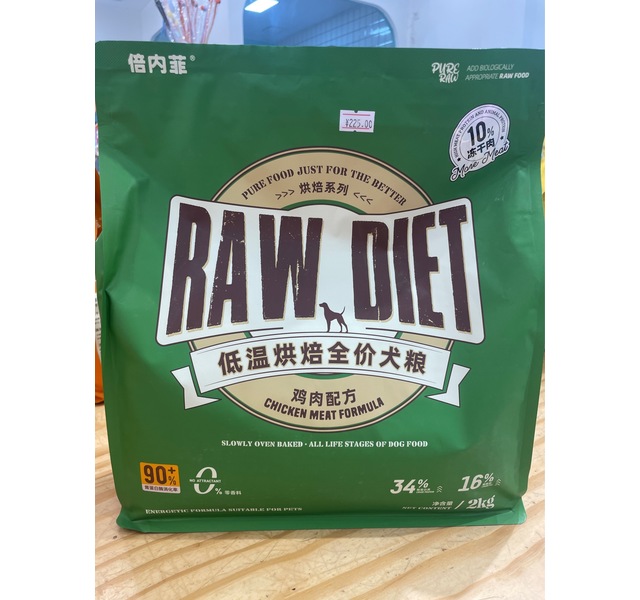 倍内菲®
PURE RAW
ADD BIOLOGICALLY
APPROPRIATE RAW FOOD
¥225.00
10%
冻干肉
More Meat
PURE FOOD JUST FOR THE BETTER
>>> 烘焙系列 <<<
RAW DIET
低温烘焙全价犬粮
鸡肉配方
CHICKEN MEAT FORMULA
SLOWLY OVEN BAKED · ALL LIFE STAGES OF DOG FOOD
90+%
NO ATTRACTANT
0% 零香料
34%
16%
净含量
NET CONTENT / 2kg
ENERGETIC FORMULA SUITABLE FOR PETS